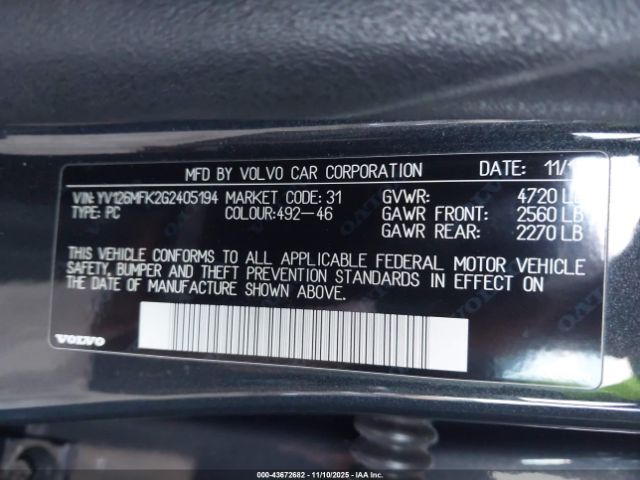 MFD BY VOLVO CAR CORPORATION DATE: 11/1
VIN: YV126MFK2G2405194 MARKET CODE: 31 GVWR: 4720 LB
TYPE: PC COLOUR:492-46 GAWR FRONT: 2560 LB
GAWR REAR: 2270 LB
THIS VEHICLE CONFORMS TO ALL APPLICABLE FEDERAL MOTOR VEHICLE
SAFETY, BUMPER AND THEFT PREVENTION STANDARDS IN EFFECT ON
THE DATE OF MANUFACTURE SHOWN ABOVE.
VOLVO
000-43672682 - 11/10/2025 - IAA, Inc.